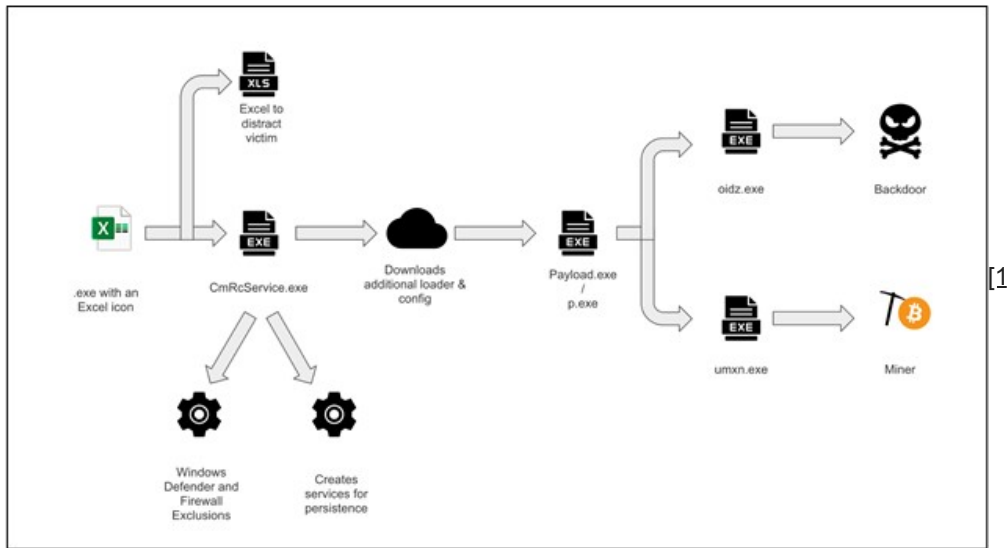 XLS
Excel to
distract
victim
X
.exe with an
Excel icon
EXE
CmRcService.exe
Downloads
additional loader &
config
EXE
Payload.exe
/
p.exe
EXE
oidz.exe
Backdoor
EXE
umxn.exe
Miner
Windows
Defender and
Firewall
Exclusions
Creates
services for
persistence
[1